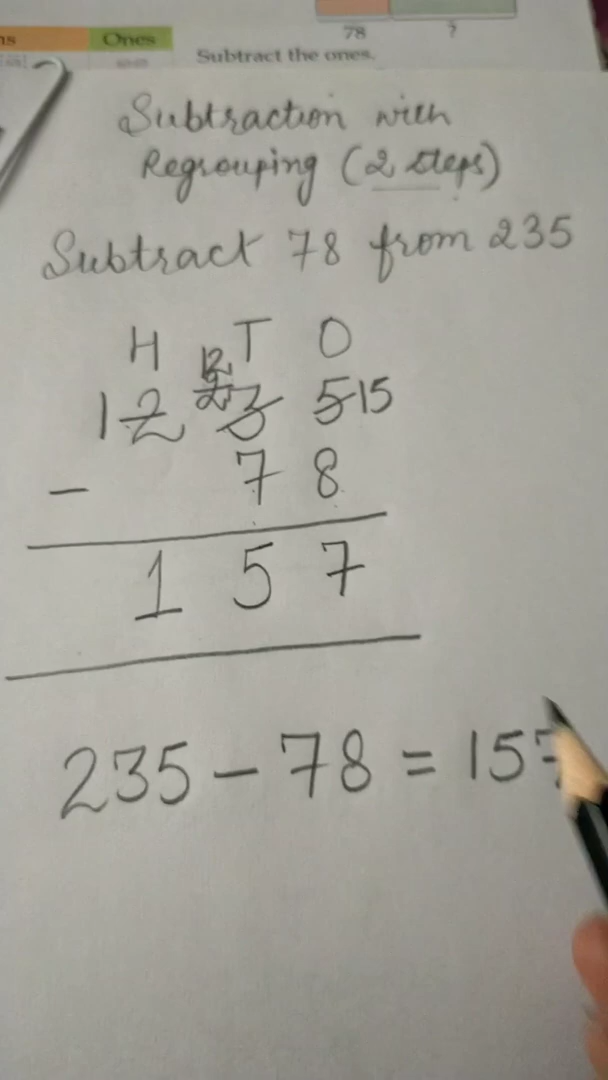 Ones
78
?
Subtract the ones.
Subtraction with
Regrouping (2 steps)
Subtract 78 from 235
H T O
12
1 2 2 3 5 15
- 7 8
1 5 7
235 - 78 = 157